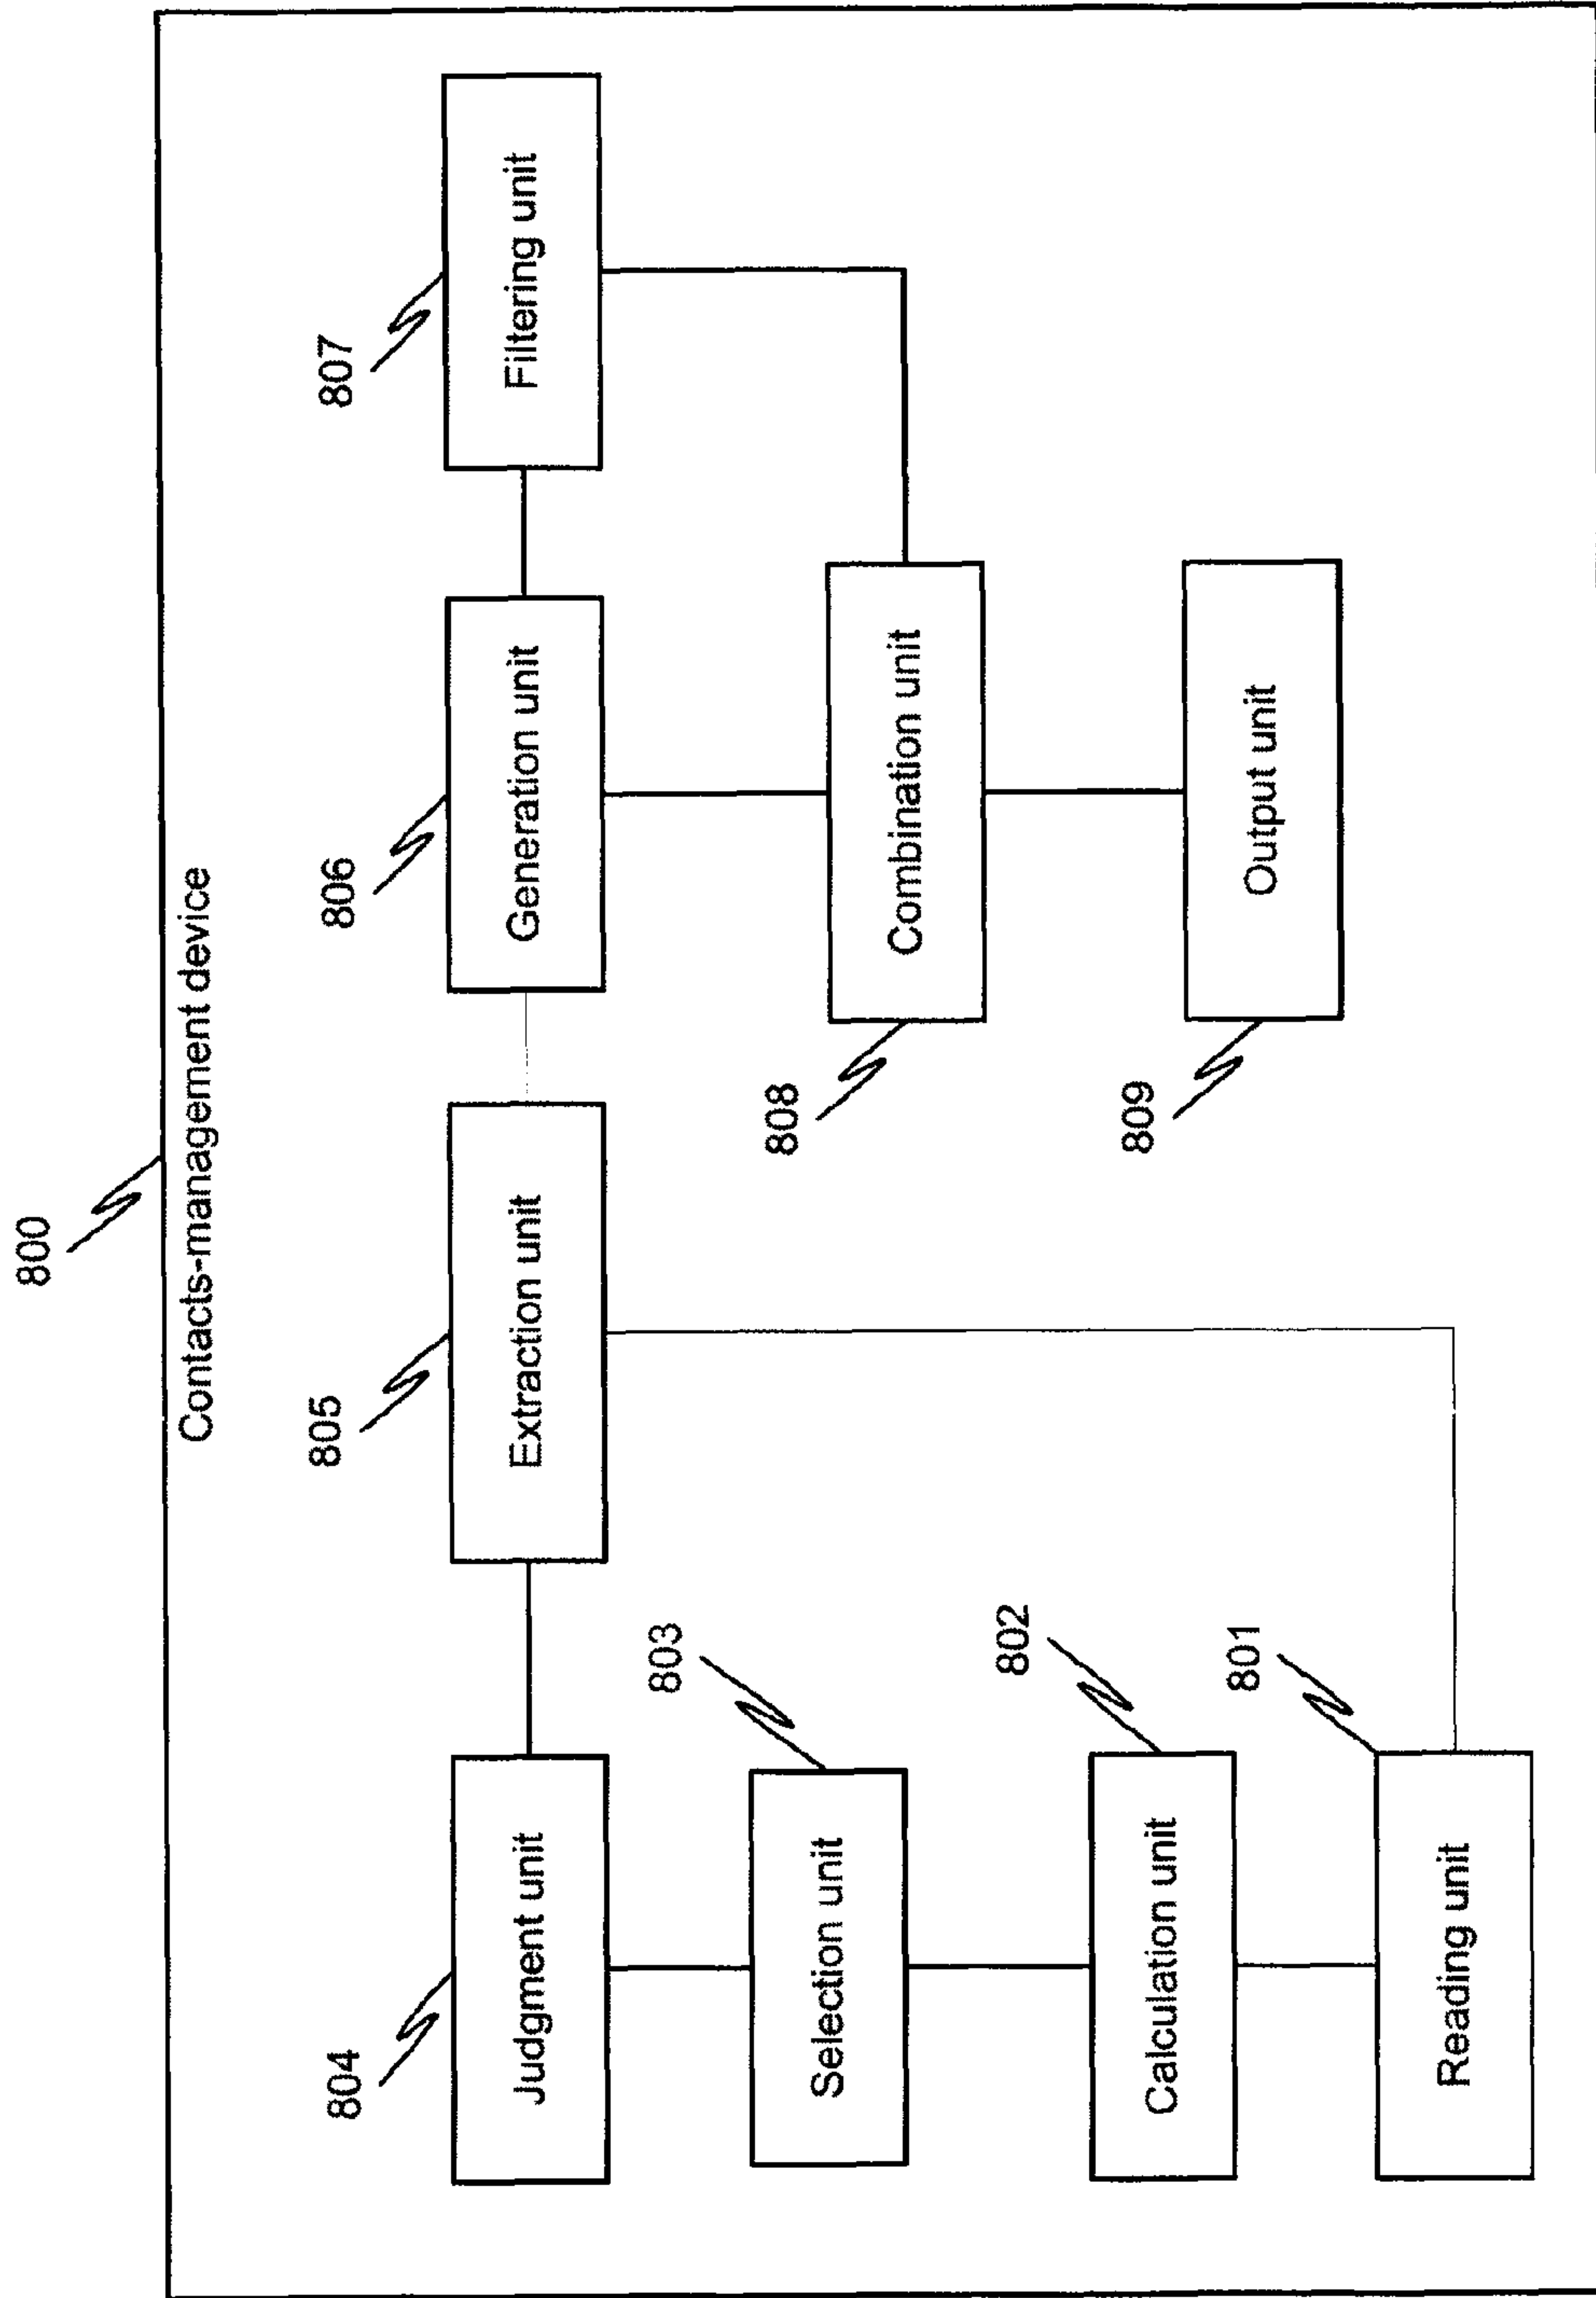 800
Contacts-management device
804
805
806
807
Judgment unit
Extraction unit
Generation unit
Filtering unit
803
Selection unit
808
Combination unit
802
Calculation unit
809
Output unit
801
Reading unit